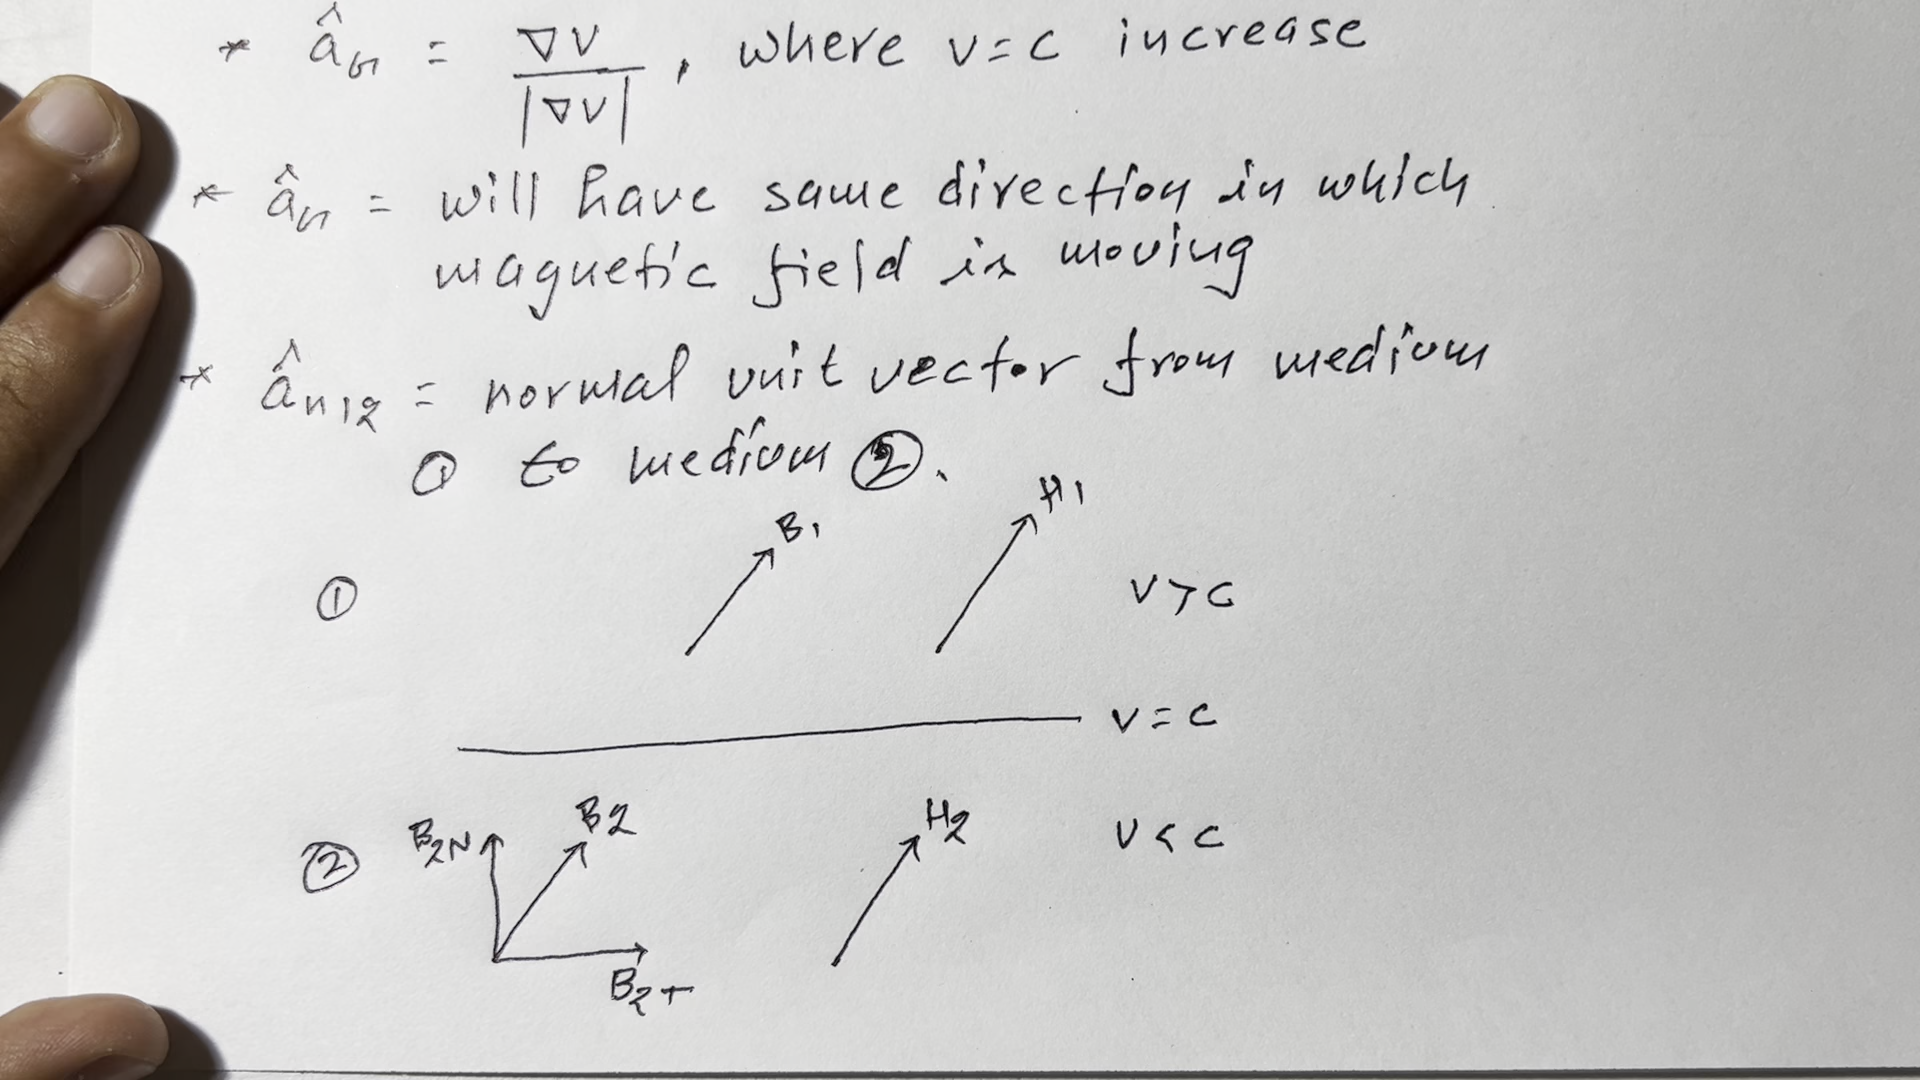 * â_n = ∇V / |∇V| , where v=c increase
* â_n = will have same direction in which
magnetic field is moving
* â_n12 = normal unit vector from medium
① to medium ②.
B1 H1
① V>C
V=C
B2N B2 H2 V<C
②
B2T